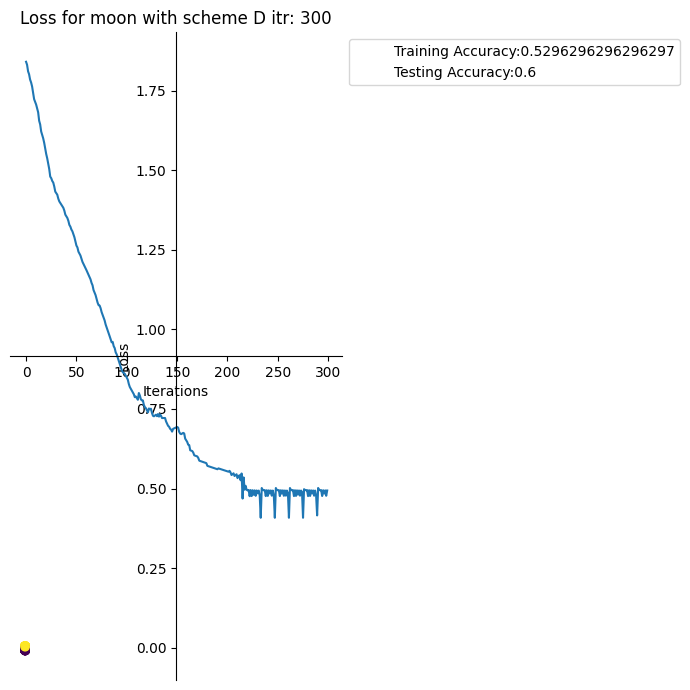 Loss for moon with scheme D itr: 300
Training Accuracy:0.5296296296296297
Testing Accuracy:0.6
1.75
1.50
1.25
1.00
Loss
0 50 100 150 200 250 300
Iterations
0.75
0.50
0.25
0.00